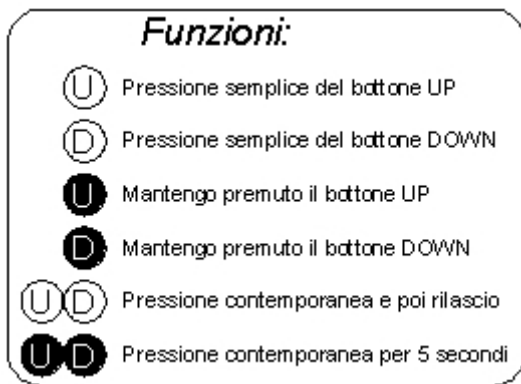 Funzioni:
U Pressione semplice del bottone UP
D Pressione semplice del bottone DOWN
U Mantengo premuto il bottone UP
D Mantengo premuto il bottone DOWN
U D Pressione contemporanea e poi rilascio
U D Pressione contemporanea per 5 secondi